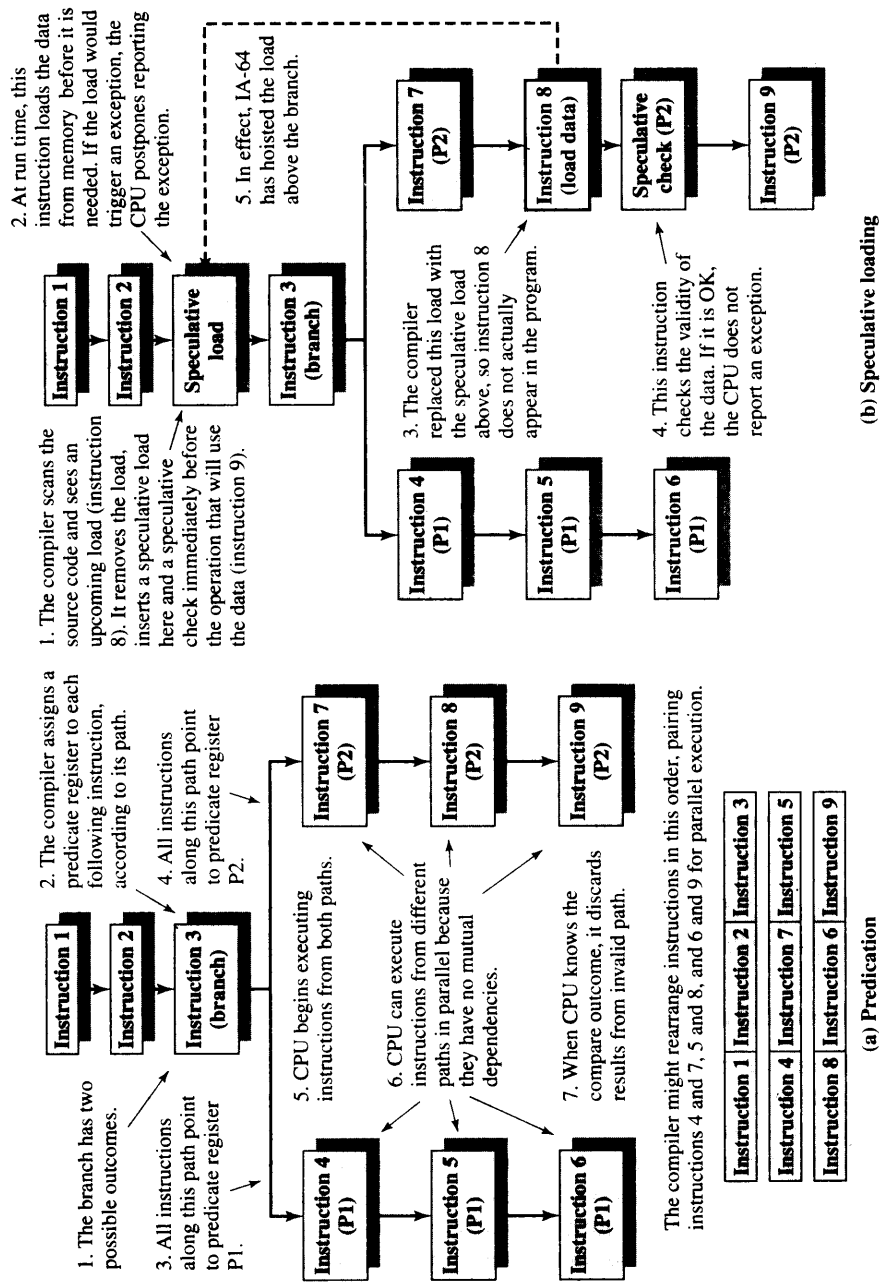 1. The branch has two
possible outcomes.
Instruction 1
Instruction 2
Instruction 3
(branch)
2. The compiler assigns a
predicate register to each
following instruction,
according to its path.
3. All instructions
along this path point
to predicate register
P1.
4. All instructions
along this path point
to predicate register
P2.
Instruction 4
(P1)
Instruction 5
(P1)
Instruction 6
(P1)
5. CPU begins executing
instructions from both paths.
6. CPU can execute
instructions from different
paths in parallel because
they have no mutual
dependencies.
7. When CPU knows the
compare outcome, it discards
results from invalid path.
Instruction 7
(P2)
Instruction 8
(P2)
Instruction 9
(P2)
The compiler might rearrange instructions in this order, pairing
instructions 4 and 7, 5 and 8, and 6 and 9 for parallel execution.
Instruction 1 Instruction 2 Instruction 3
Instruction 4 Instruction 7 Instruction 5
Instruction 8 Instruction 6 Instruction 9
(a) Predication
1. The compiler scans the
source code and sees an
upcoming load (instruction
8). It removes the load,
inserts a speculative load
here and a speculative
check immediately before
the operation that will use
the data (instruction 9).
Instruction 1
Instruction 2
Speculative
load
Instruction 3
(branch)
2. At run time, this
instruction loads the data
from memory before it is
needed. If the load would
trigger an exception, the
CPU postpones reporting
the exception.
5. In effect, IA-64
has hoisted the load
above the branch.
Instruction 4
(P1)
Instruction 5
(P1)
Instruction 6
(P1)
3. The compiler
replaced this load with
the speculative load
above, so instruction 8
does not actually
appear in the program.
4. This instruction
checks the validity of
the data. If it is OK,
the CPU does not
report an exception.
Instruction 7
(P2)
Instruction 8
(load data)
Speculative
check (P2)
Instruction 9
(P2)
(b) Speculative loading